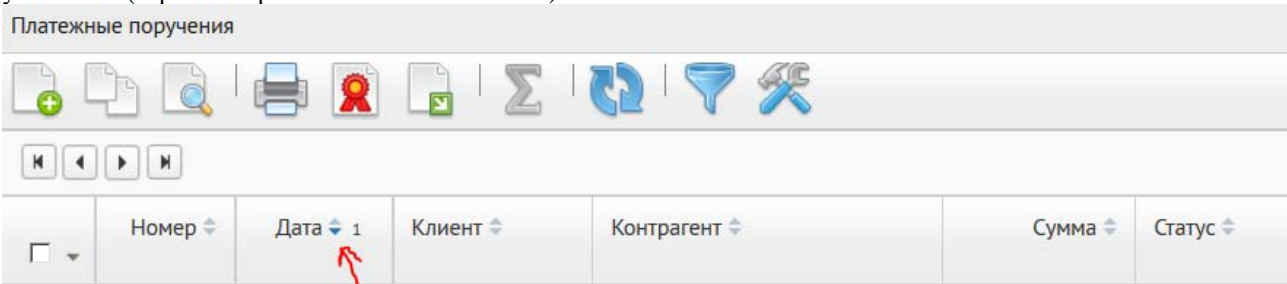 Платежные поручения
Номер Дата 1 Клиент Контрагент Сумма Статус